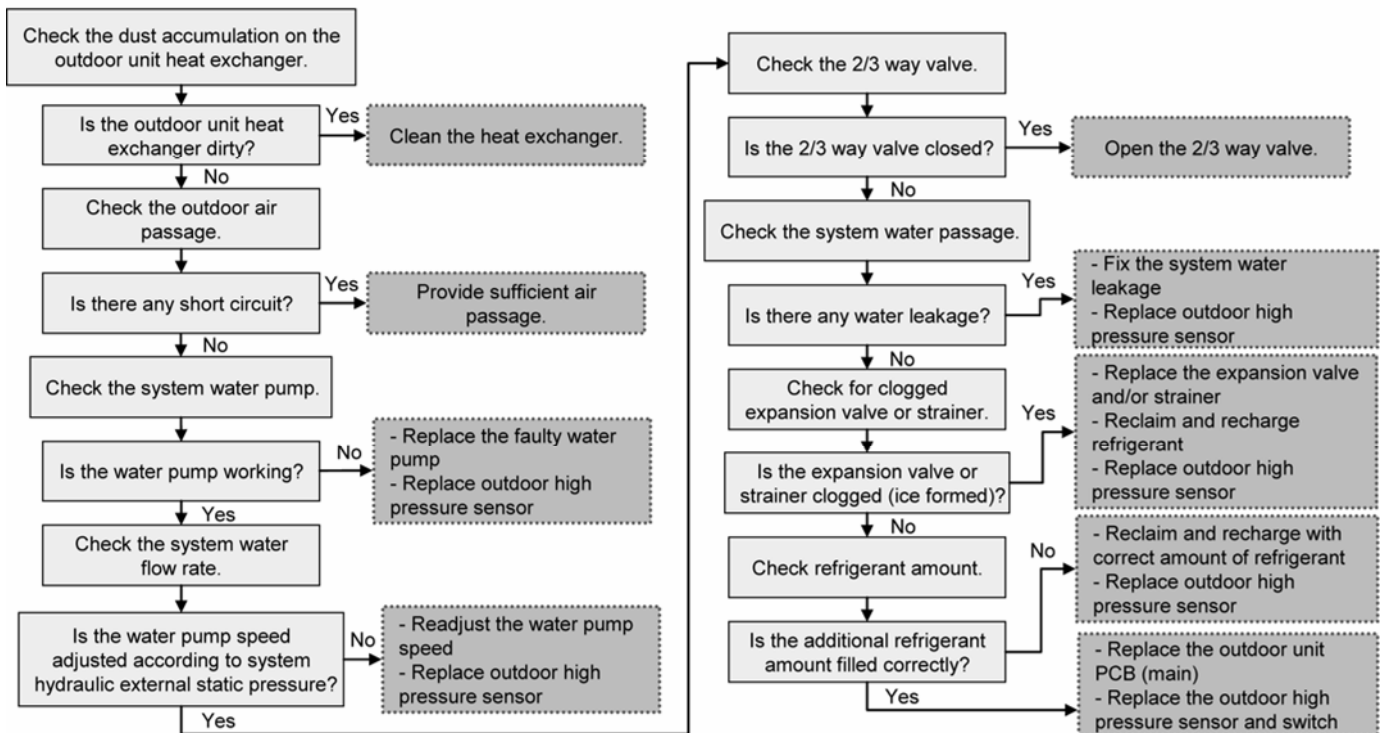 Check the dust accumulation on the
outdoor unit heat exchanger.
Is the outdoor unit heat
exchanger dirty?
Yes
Clean the heat exchanger.
No
Check the outdoor air
passage.
Is there any short circuit?
Yes
Provide sufficient air
passage.
No
Check the system water pump.
Is the water pump working?
No
- Replace the faulty water
pump
- Replace outdoor high
pressure sensor
Yes
Check the system water
flow rate.
Is the water pump speed
adjusted according to system
hydraulic external static pressure?
No
- Readjust the water pump
speed
- Replace outdoor high
pressure sensor
Yes
Check the 2/3 way valve.
Is the 2/3 way valve closed?
Yes
Open the 2/3 way valve.
No
Check the system water passage.
Is there any water leakage?
Yes
- Fix the system water
leakage
- Replace outdoor high
pressure sensor
No
Check for clogged
expansion valve or strainer.
Is the expansion valve or
strainer clogged (ice formed)?
Yes
- Replace the expansion valve
and/or strainer
- Reclaim and recharge
refrigerant
- Replace outdoor high
pressure sensor
No
Check refrigerant amount.
Is the additional refrigerant
amount filled correctly?
No
- Reclaim and recharge with
correct amount of refrigerant
- Replace outdoor high
pressure sensor
Yes
- Replace the outdoor unit
PCB (main)
- Replace the outdoor high
pressure sensor and switch